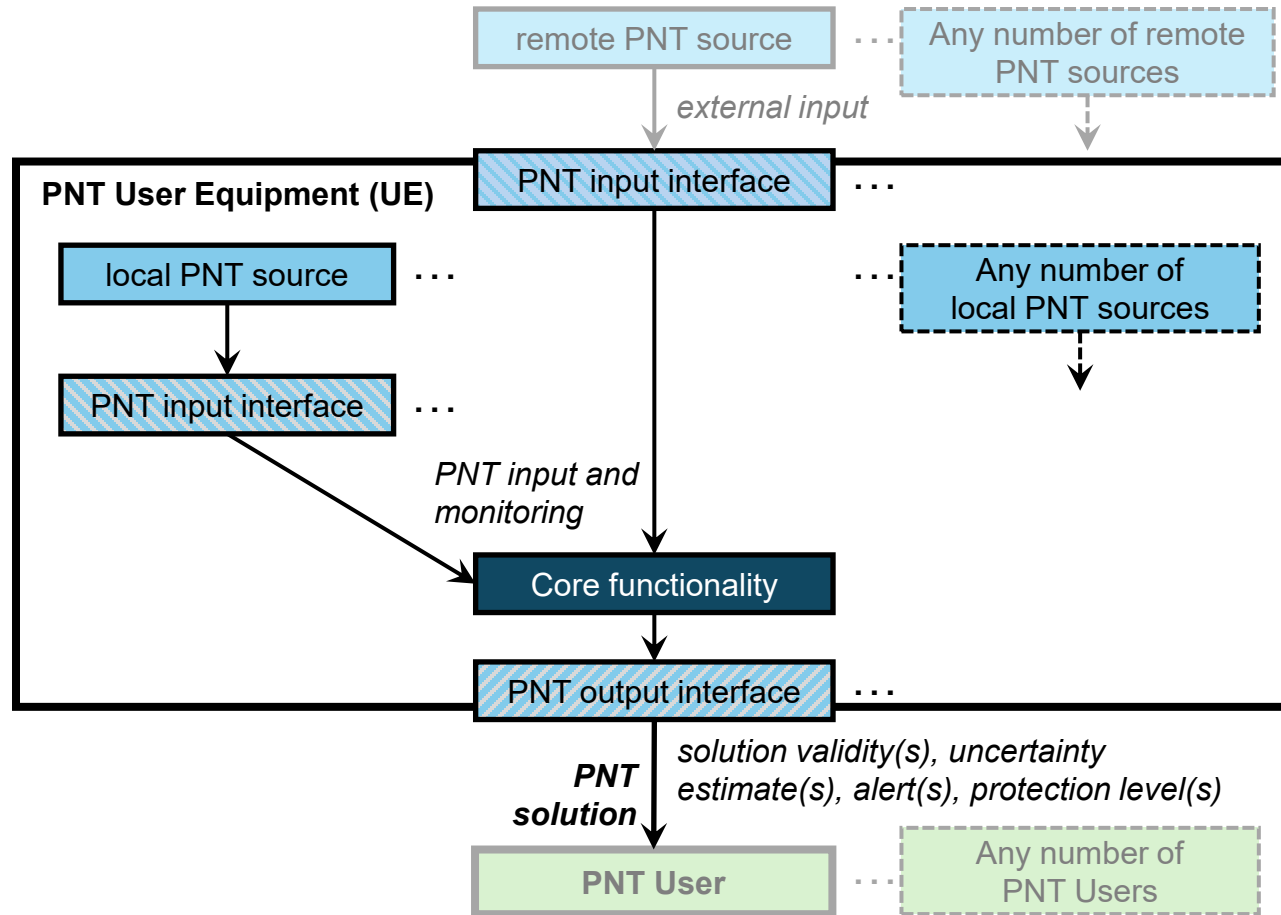 remote PNT source
. . .
Any number of remote
PNT sources
external input
PNT input interface
. . .
PNT User Equipment (UE)
local PNT source
. . .
. . .
Any number of
local PNT sources
PNT input interface
. . .
PNT input and
monitoring
Core functionality
PNT output interface
. . .
PNT
solution
solution validity(s), uncertainty
estimate(s), alert(s), protection level(s)
PNT User
. . .
Any number of
PNT Users